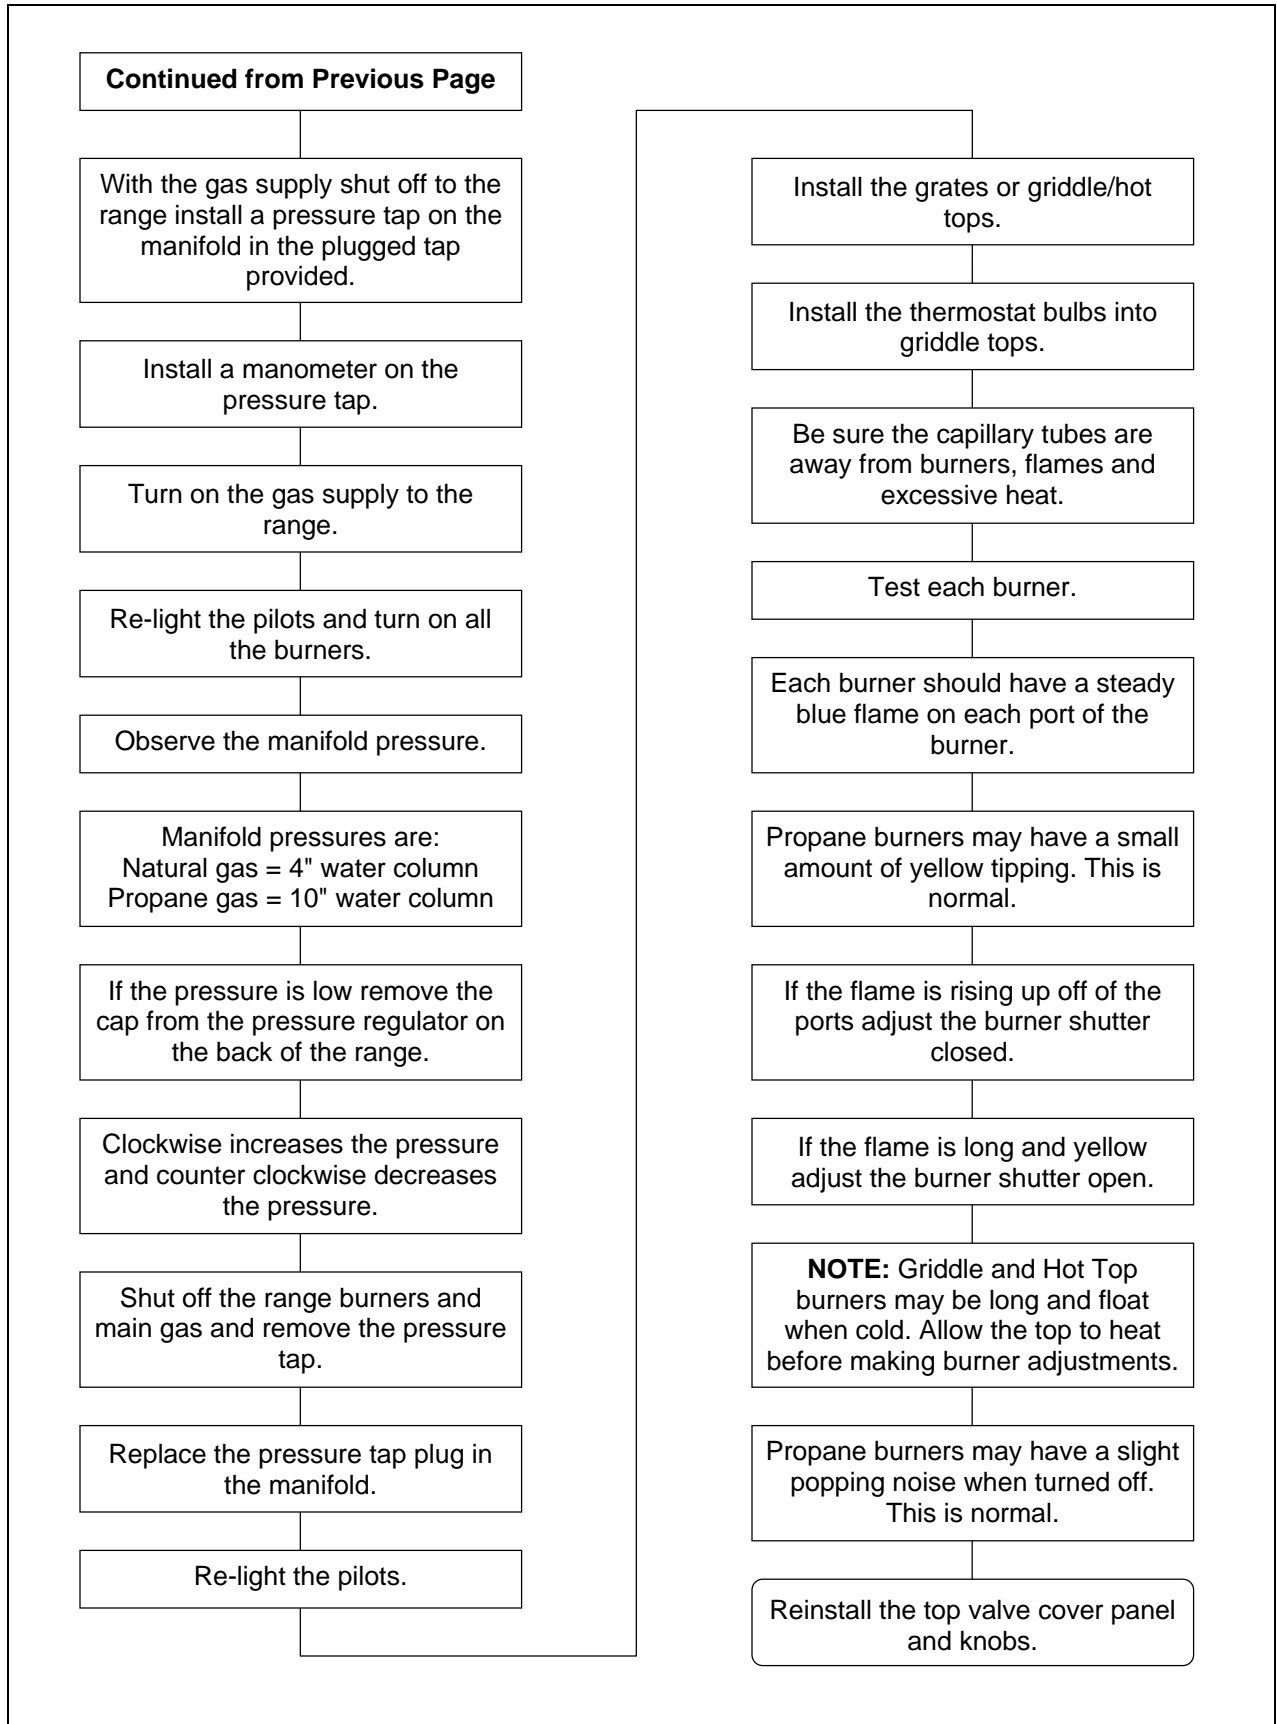 Continued from Previous Page
With the gas supply shut off to the
range install a pressure tap on the
manifold in the plugged tap
provided.
Install a manometer on the
pressure tap.
Turn on the gas supply to the
range.
Re-light the pilots and turn on all
the burners.
Observe the manifold pressure.
Manifold pressures are:
Natural gas = 4" water column
Propane gas = 10" water column
If the pressure is low remove the
cap from the pressure regulator on
the back of the range.
Clockwise increases the pressure
and counter clockwise decreases
the pressure.
Shut off the range burners and
main gas and remove the pressure
tap.
Replace the pressure tap plug in
the manifold.
Re-light the pilots.
Install the grates or griddle/hot
tops.
Install the thermostat bulbs into
griddle tops.
Be sure the capillary tubes are
away from burners, flames and
excessive heat.
Test each burner.
Each burner should have a steady
blue flame on each port of the
burner.
Propane burners may have a small
amount of yellow tipping. This is
normal.
If the flame is rising up off of the
ports adjust the burner shutter
closed.
If the flame is long and yellow
adjust the burner shutter open.
NOTE: Griddle and Hot Top
burners may be long and float
when cold. Allow the top to heat
before making burner adjustments.
Propane burners may have a slight
popping noise when turned off.
This is normal.
Reinstall the top valve cover panel
and knobs.